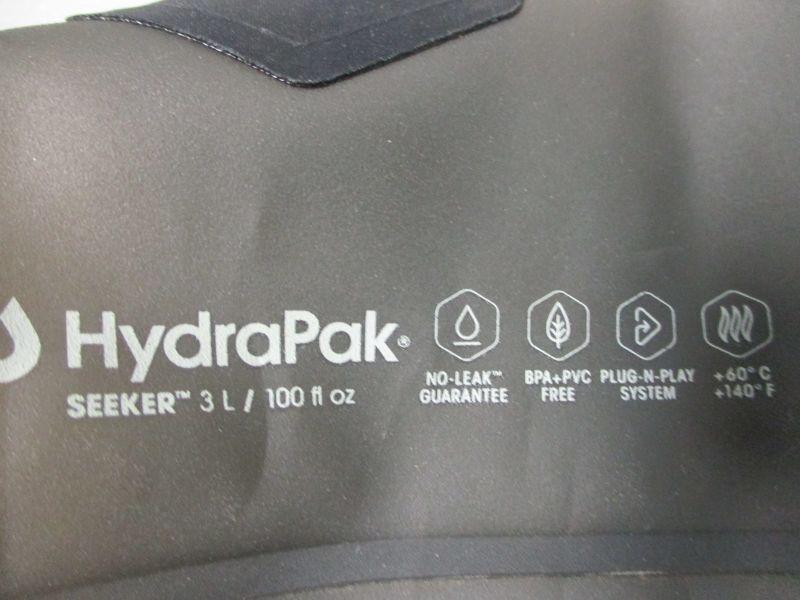 HydraPak®
SEEKER™ 3 L / 100 fl oz
NO-LEAK™
GUARANTEE
BPA+PVC
FREE
PLUG-N-PLAY
SYSTEM
+60° C
+140° F